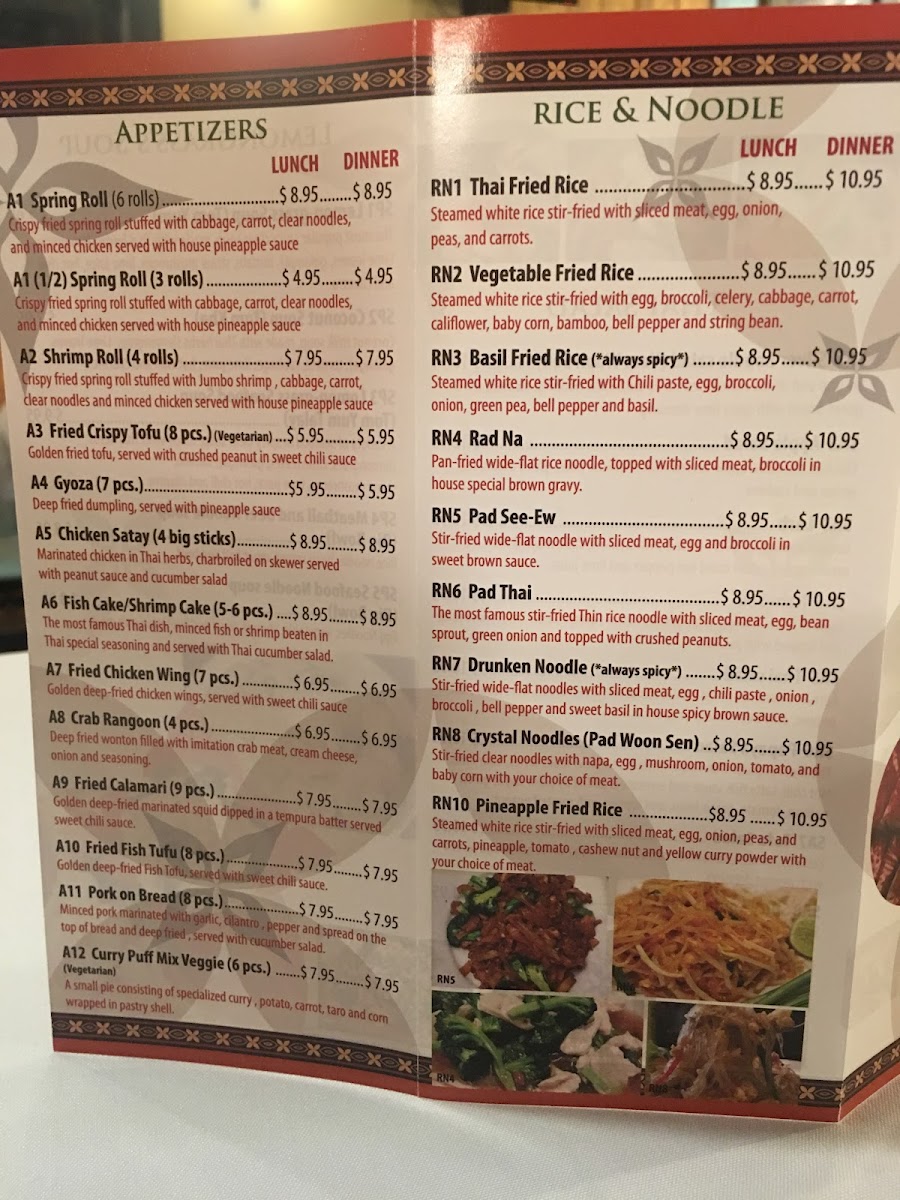 APPETIZERS
LUNCH DINNER
A1 Spring Roll (6 rolls)............................$ 8.95........$ 8.95
Crispy fried spring roll stuffed with cabbage, carrot, clear noodles,
and minced chicken served with house pineapple sauce
A1 (1/2) Spring Roll (3 rolls)..................$ 4.95........$ 4.95
Crispy fried spring roll stuffed with cabbage, carrot, clear noodles,
and minced chicken served with house pineapple sauce
A2 Shrimp Roll (4 rolls) ........................$ 7.95........$ 7.95
Crispy fried spring roll stuffed with Jumbo shrimp , cabbage, carrot,
clear noodles and minced chicken served with house pineapple sauce
A3 Fried Crispy Tofu (8 pcs.) (Vegetarian) ...$ 5.95........$ 5.95
Golden fried tofu, served with crushed peanut in sweet chili sauce
A4 Gyoza (7 pcs.)..................................$5 .95........$ 5.95
Deep fried dumpling, served with pineapple sauce
A5 Chicken Satay (4 big sticks)............$ 8.95........$ 8.95
Marinated chicken in Thai herbs, charbroiled on skewer served
with peanut sauce and cucumber salad
A6 Fish Cake/Shrimp Cake (5-6 pcs.) ....$ 8.95........$ 8.95
The most famous Thai dish, minced fish or shrimp beaten in
Thai special seasoning and served with Thai cucumber salad.
A7 Fried Chicken Wing (7 pcs.) ............$ 6.95........$ 6.95
Golden deep-fried chicken wings, served with sweet chili sauce
A8 Crab Rangoon (4 pcs.) ....................$ 6.95........$ 6.95
Deep fried wonton filled with imitation crab meat, cream cheese,
onion and seasoning.
A9 Fried Calamari (9 pcs.) ...................$ 7.95........$ 7.95
Golden deep-fried marinated squid dipped in a tempura batter served
sweet chili sauce.
A10 Fried Fish Tufu (8 pcs.).................$ 7.95........$ 7.95
Golden deep-fried Fish Tofu, served with sweet chili sauce.
A11 Pork on Bread (8 pcs.)..................$ 7.95........$ 7.95
Minced pork marinated with garlic, cilantro , pepper and spread on the
top of bread and deep fried , served with cucumber salad.
A12 Curry Puff Mix Veggie (6 pcs.) ......$ 7.95........$ 7.95
(Vegetarian)
A small pie consisting of specialized curry , potato, carrot, taro and corn
wrapped in pastry shell.
RICE & NOODLE
LUNCH DINNER
RN1 Thai Fried Rice ..................................$ 8.95......$ 10.95
Steamed white rice stir-fried with sliced meat, egg, onion,
peas, and carrots.
RN2 Vegetable Fried Rice .......................$ 8.95......$ 10.95
Steamed white rice stir-fried with egg, broccoli, celery, cabbage, carrot,
califlower, baby corn, bamboo, bell pepper and string bean.
RN3 Basil Fried Rice (*always spicy*) .........$ 8.95......$ 10.95
Steamed white rice stir-fried with Chili paste, egg, broccoli,
onion, green pea, bell pepper and basil.
RN4 Rad Na .............................................$ 8.95......$ 10.95
Pan-fried wide-flat rice noodle, topped with sliced meat, broccoli in
house special brown gravy.
RN5 Pad See-Ew .....................................$ 8.95......$ 10.95
Stir-fried wide-flat noodle with sliced meat, egg and broccoli in
sweet brown sauce.
RN6 Pad Thai ..........................................$ 8.95......$ 10.95
The most famous stir-fried Thin rice noodle with sliced meat, egg, bean
sprout, green onion and topped with crushed peanuts.
RN7 Drunken Noodle (*always spicy*) .......$ 8.95......$ 10.95
Stir-fried wide-flat noodles with sliced meat, egg , chili paste , onion ,
broccoli , bell pepper and sweet basil in house spicy brown sauce.
RN8 Crystal Noodles (Pad Woon Sen) ..$ 8.95......$ 10.95
Stir-fried clear noodles with napa, egg , mushroom, onion, tomato, and
baby corn with your choice of meat.
RN10 Pineapple Fried Rice ...................$8.95 ......$ 10.95
Steamed white rice stir-fried with sliced meat, egg, onion, peas, and
carrots, pineapple, tomato , cashew nut and yellow curry powder with
your choice of meat.
RN5
RN4
RN8